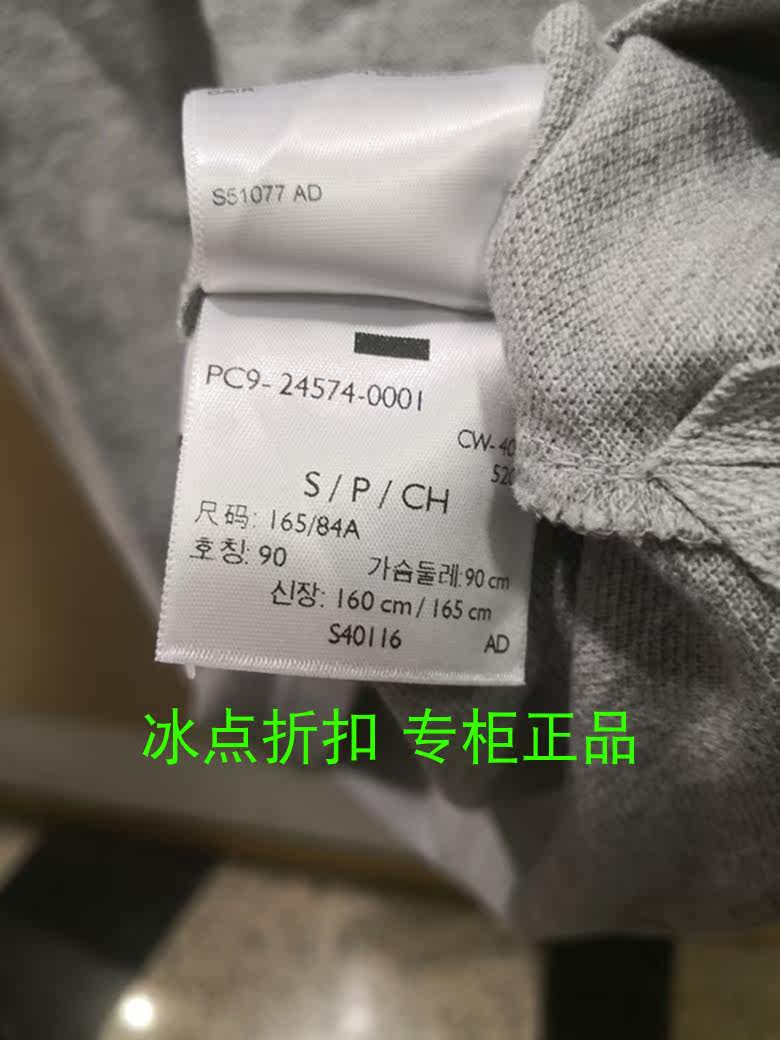 S51077 AD
PC9-24574-0001
CW-40
520
S / P / CH
尺码: 165/84A
호칭: 90 가슴둘레: 90 cm
신장: 160 cm / 165 cm
S40116 AD
冰点折扣 专柜正品